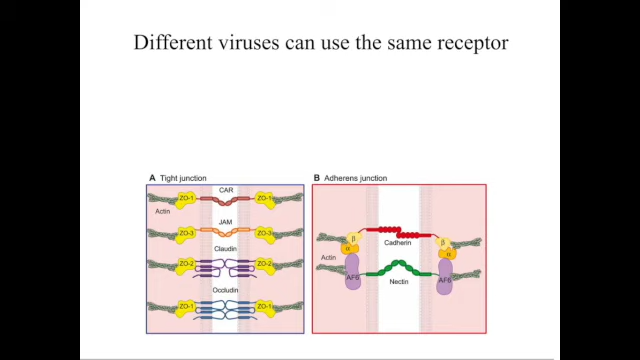 Different viruses can use the same receptor
A Tight junction
CAR
ZO-1
ZO-1
Actin
JAM
ZO-3
ZO-3
Claudin
ZO-2
ZO-2
Occludin
ZO-1
ZO-1
B Adherens junction
β
β
Cadherin
α
α
Actin
AF6
AF6
Nectin